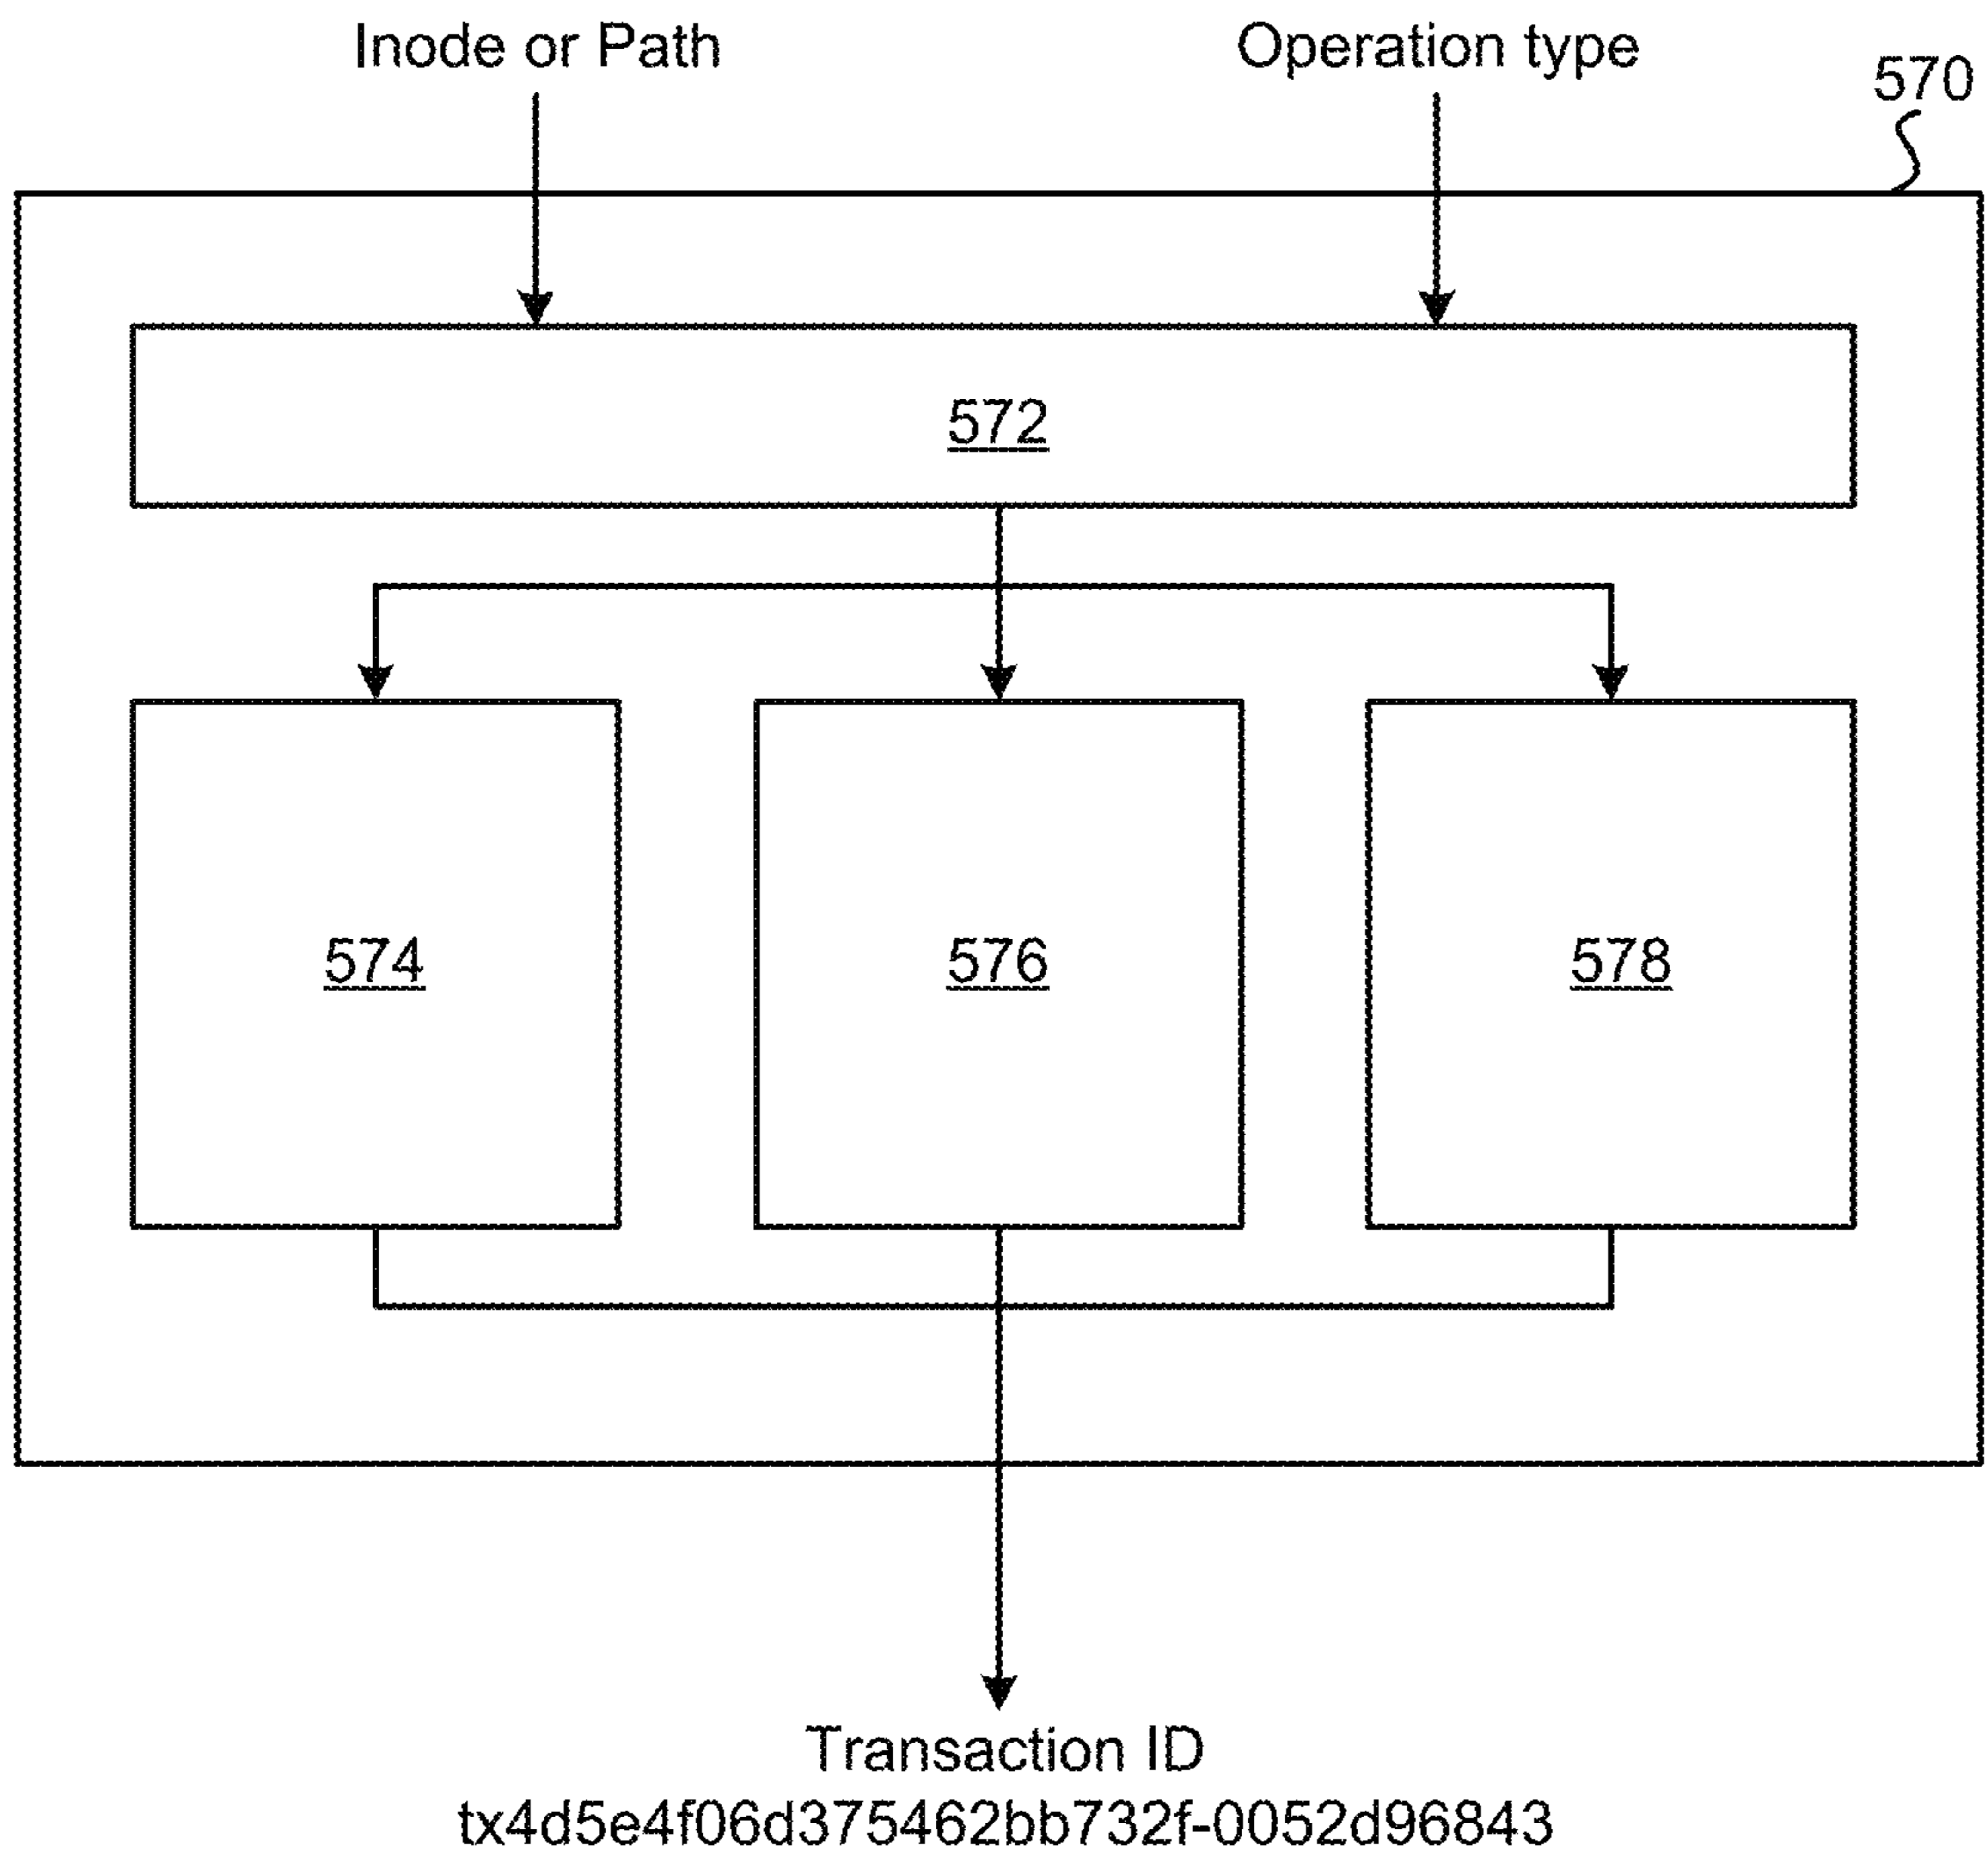 Inode or Path
Operation type
570
572
574
576
578
Transaction ID
tx4d5e4f06d375462bb732f-0052d96843